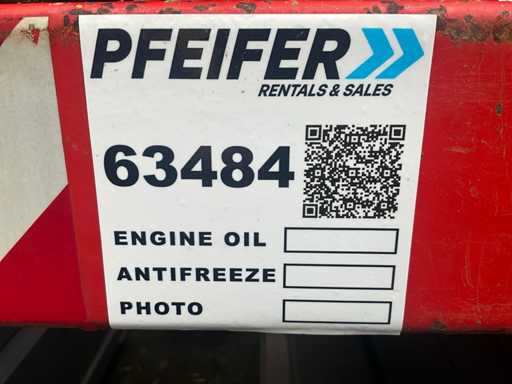 PFEIFER
RENTALS & SALES
63484
ENGINE OIL
ANTIFREEZE
PHOTO